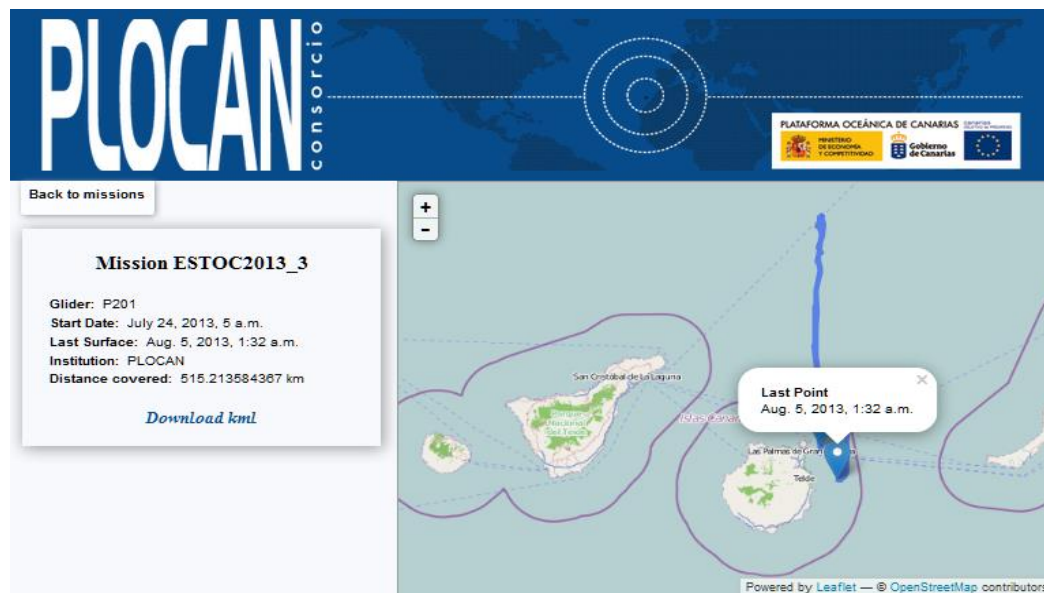 PLOCAN
consorcio
PLATAFORMA OCEÁNICA DE CANARIAS
MINISTERIO
DE ECONOMÍA
Y COMPETITIVIDAD
Gobierno
de Canarias
Back to missions
Mission ESTOC2013_3
Glider: P201
Start Date: July 24, 2013, 5 a.m.
Last Surface: Aug. 5, 2013, 1:32 a.m.
Institution: PLOCAN
Distance covered: 515.213584367 km
Download kml
+
-
San Cristóbal de La Laguna
Parque
Nacional
del Teide
Islas
×
Last Point
Aug. 5, 2013, 1:32 a.m.
Las Palmas de Gran
Telde
Powered by Leaflet — © OpenStreetMap contributors